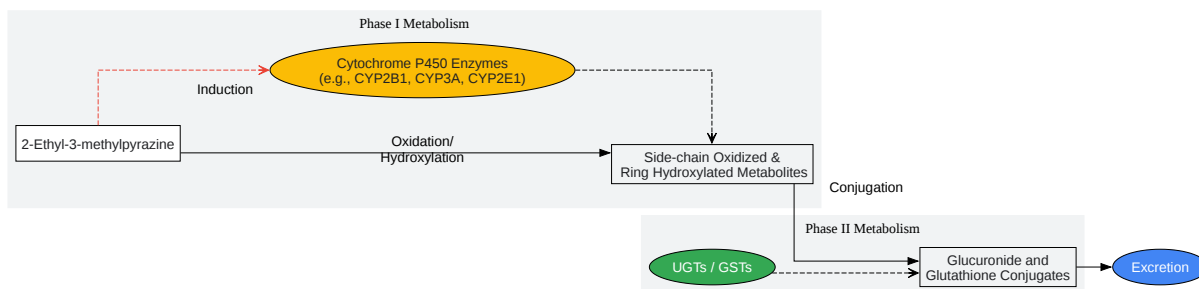 Phase I Metabolism
Cytochrome P450 Enzymes
(e.g., CYP2B1, CYP3A, CYP2E1)
Induction
2-Ethyl-3-methylpyrazine
Oxidation/
Hydroxylation
Side-chain Oxidized &
Ring Hydroxylated Metabolites
Conjugation
Phase II Metabolism
UGTs / GSTs
Glucuronide and
Glutathione Conjugates
Excretion